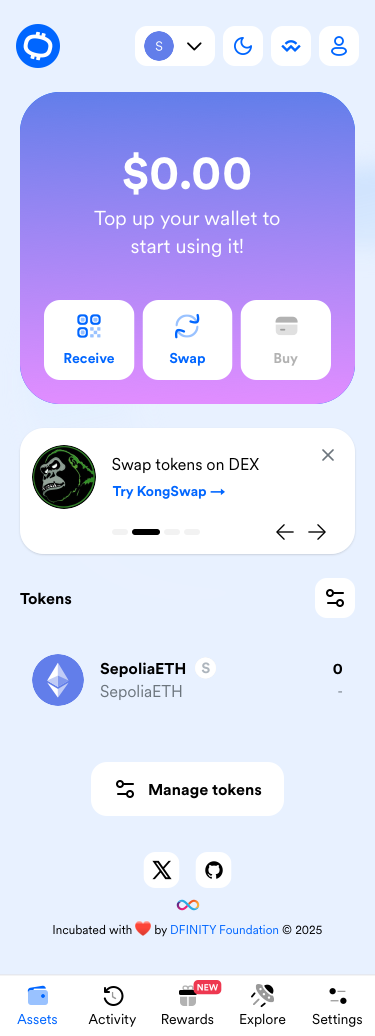 S
$0.00
Top up your wallet to
start using it!
Receive
Swap
Buy
Swap tokens on DEX
Try KongSwap →
Tokens
SepoliaETH S 0
SepoliaETH -
Manage tokens
Incubated with ❤️ by DFINITY Foundation © 2025
NEW
Assets
Activity
Rewards
Explore
Settings